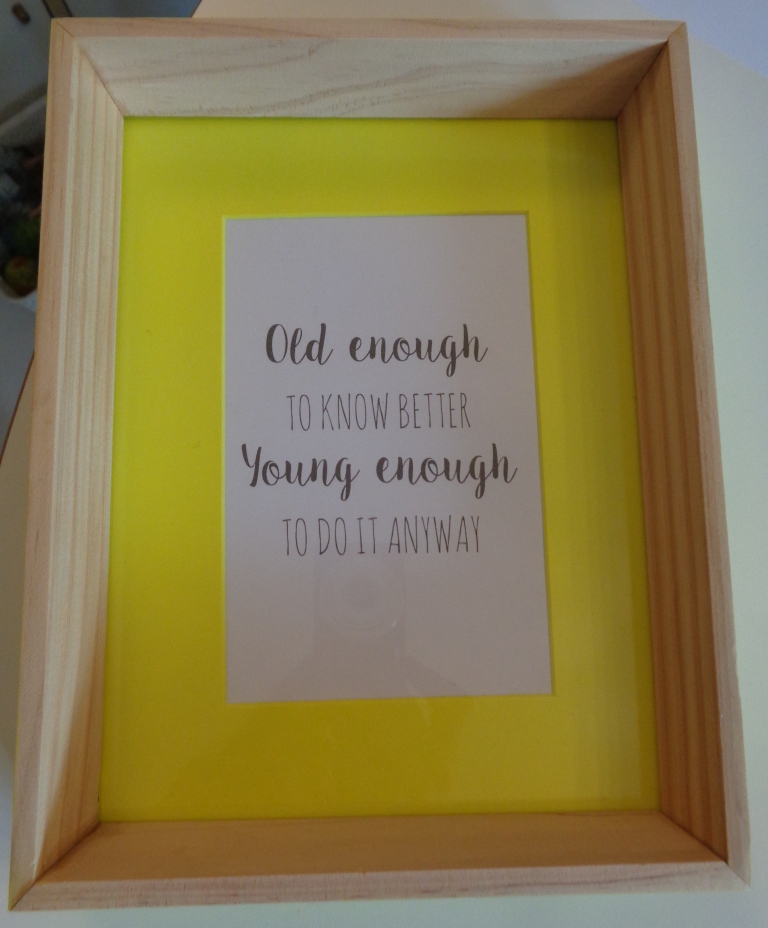 Old enough
TO KNOW BETTER
Young enough
TO DO IT ANYWAY